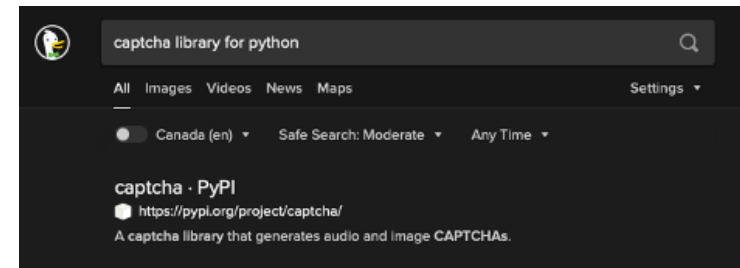 captcha library for python
All Images Videos News Maps Settings
Canada (en) Safe Search: Moderate Any Time
captcha · PyPI
https://pypi.org/project/captcha/
A captcha library that generates audio and image CAPTCHAs.